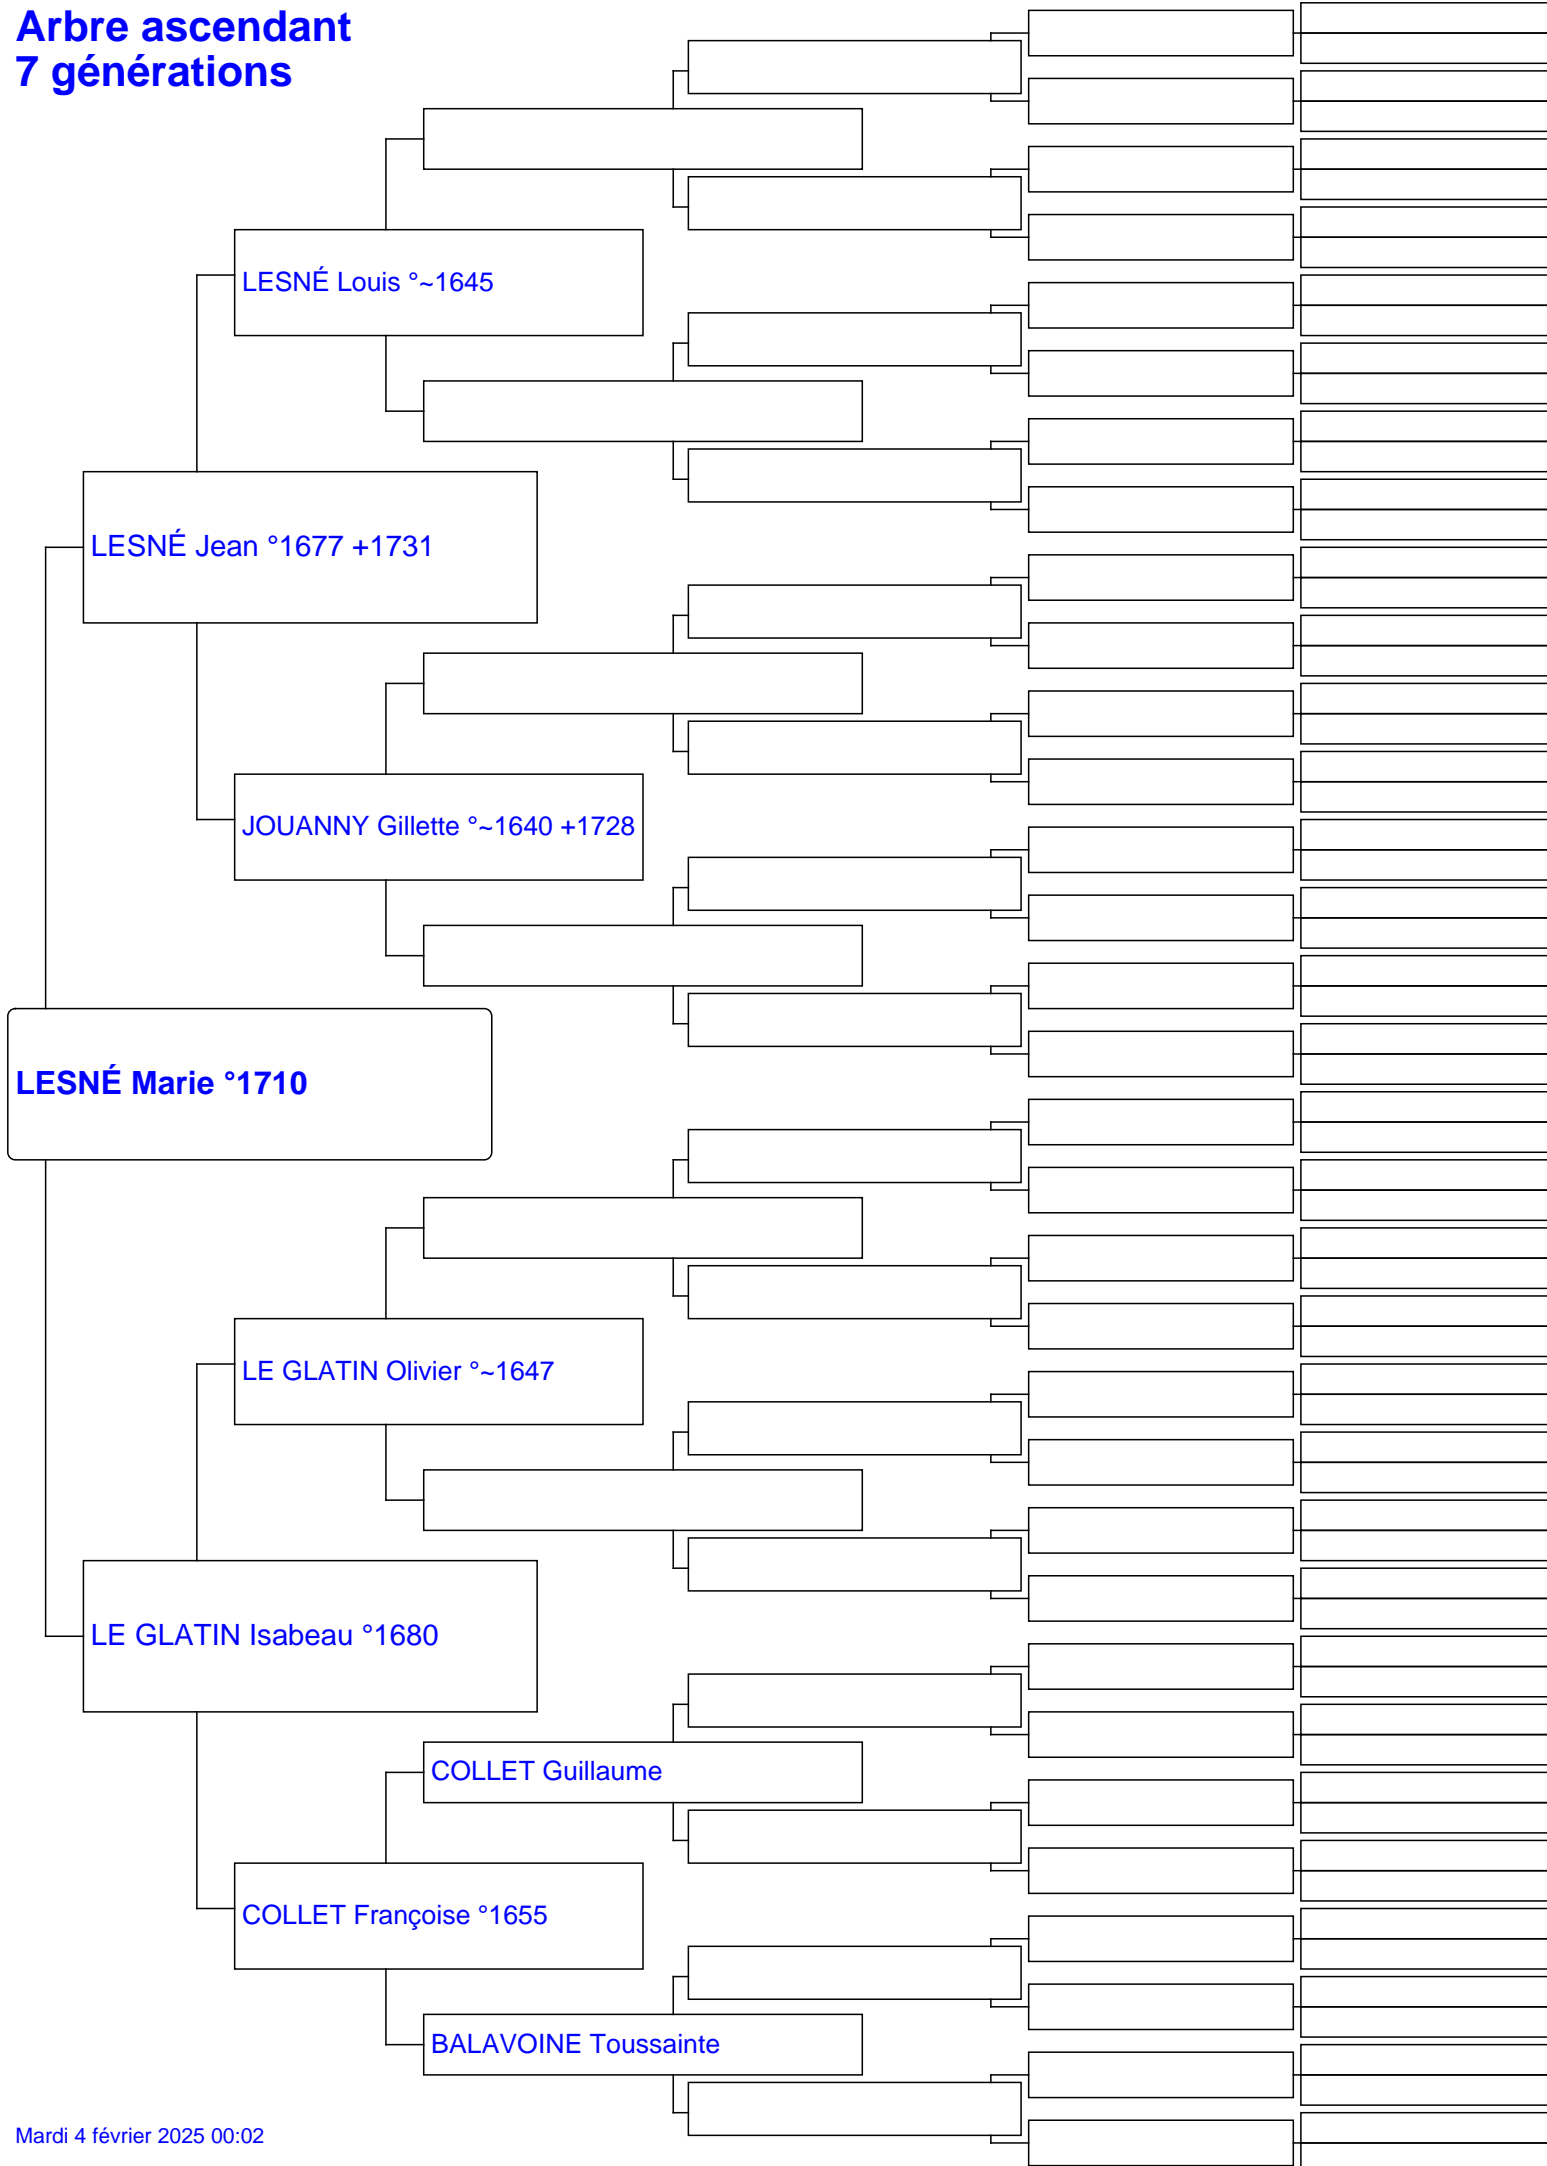 Arbre ascendant
7 générations
LESNÉ Louis °~1645
LESNÉ Jean °1677 +1731
JOUANNY Gillette °~1640 +1728
LESNÉ Marie °1710
LE GLATIN Olivier °~1647
LE GLATIN Isabeau °1680
COLLET Guillaume
COLLET Françoise °1655
BALAVOINE Toussainte
Mardi 4 février 2025 00:02